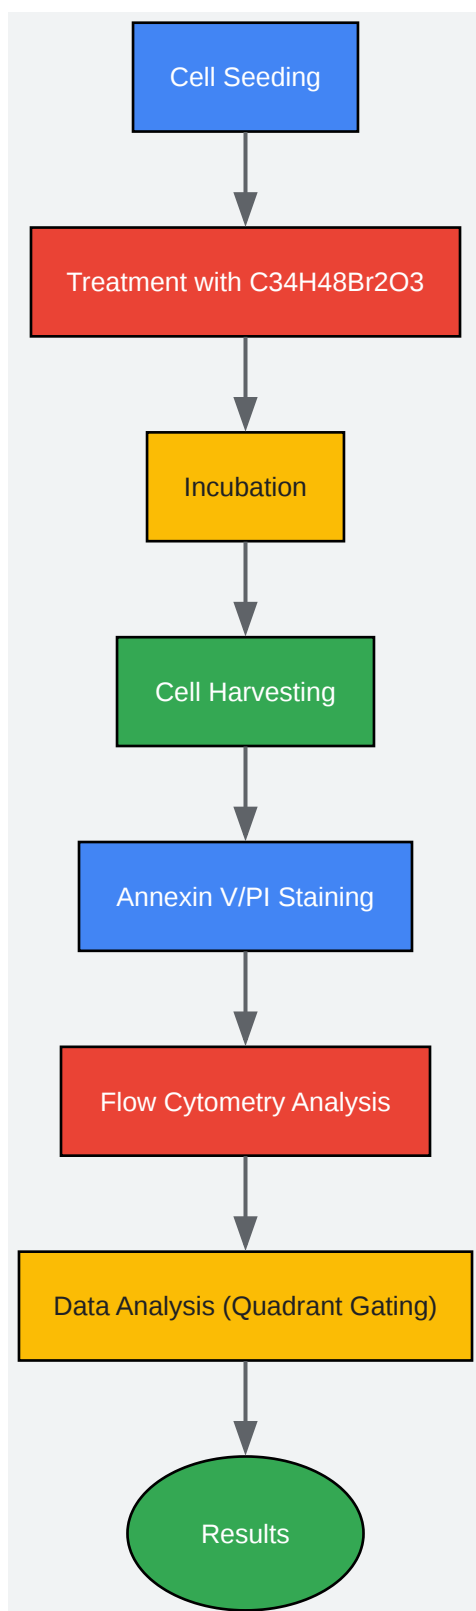 Cell Seeding
Treatment with C34H48Br2O3
Incubation
Cell Harvesting
Annexin V/PI Staining
Flow Cytometry Analysis
Data Analysis (Quadrant Gating)
Results